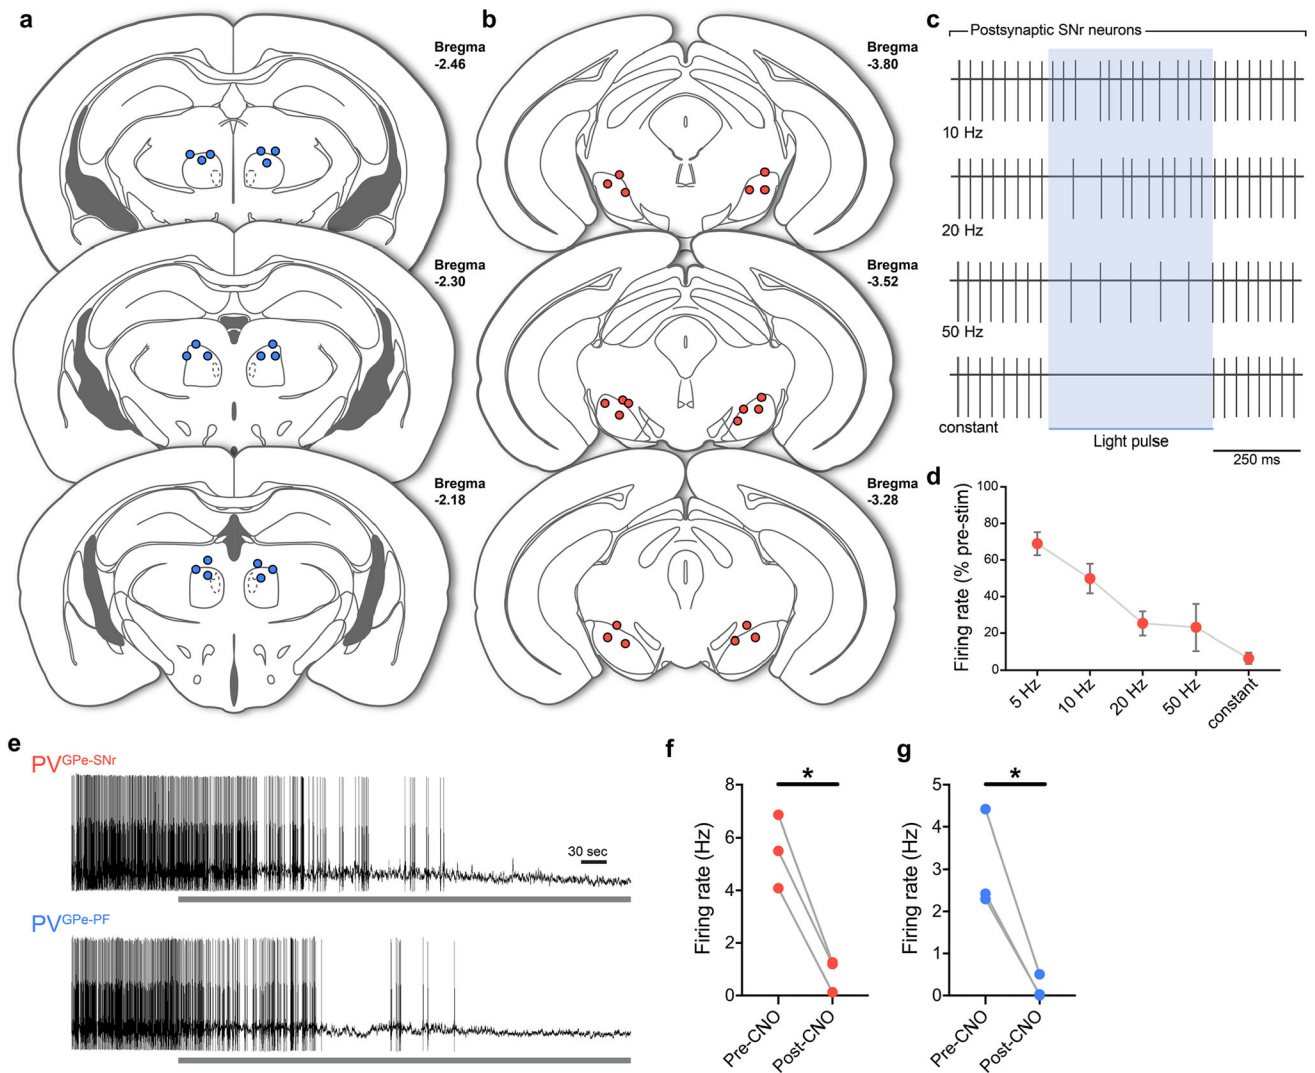 a
Bregma
-2.46
Bregma
-2.30
Bregma
-2.18
b
Bregma
-3.80
Bregma
-3.52
Bregma
-3.28
c
Postsynaptic SNr neurons
10 Hz
20 Hz
50 Hz
constant
Light pulse
250 ms
d
Firing rate (% pre-stim)
100
80
60
40
20
0
5 Hz
10 Hz
20 Hz
50 Hz
constant
e
PVGPe-SNr
30 sec
PVGPe-PF
f
*
Firing rate (Hz)
8
6
4
2
0
Pre-CNO
Post-CNO
g
*
Firing rate (Hz)
5
4
3
2
1
0
Pre-CNO
Post-CNO